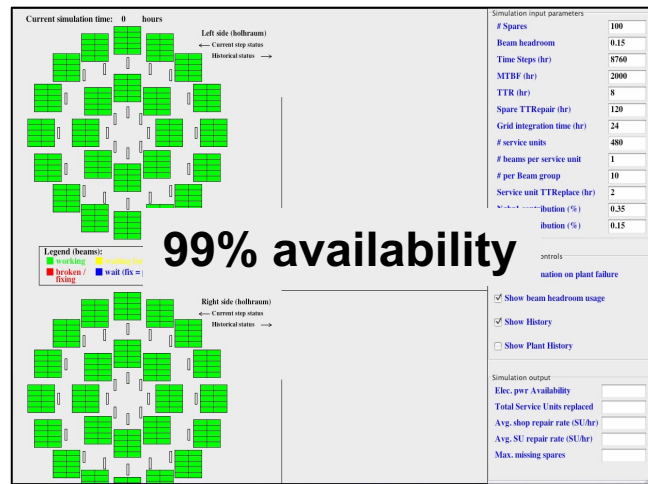 Current simulation time: 0 hours
Left side (holhraum)
← Current step status
Historical status →
Legend (beams):
working
broken / fixing
wait (fix =
99% availability
Right side (holhraum)
← Current step status
Historical status →
Simulation input parameters
# Spares 100
Beam headroom 0.15
Time Steps (hr) 8760
MTBF (hr) 2000
TTR (hr) 8
Spare TTRepair (hr) 120
Grid integration time (hr) 24
# service units 480
# beams per service unit 1
# per Beam group 10
Service unit TTReplace (hr) 2
(%) 0.35
(%) 0.15
on plant failure
Show beam headroom usage
Show History
Show Plant History
Simulation output
Elec. pwr Availability
Total Service Units replaced
Avg. shop repair rate (SU/hr)
Avg. SU repair rate (SU/hr)
Max. missing spares